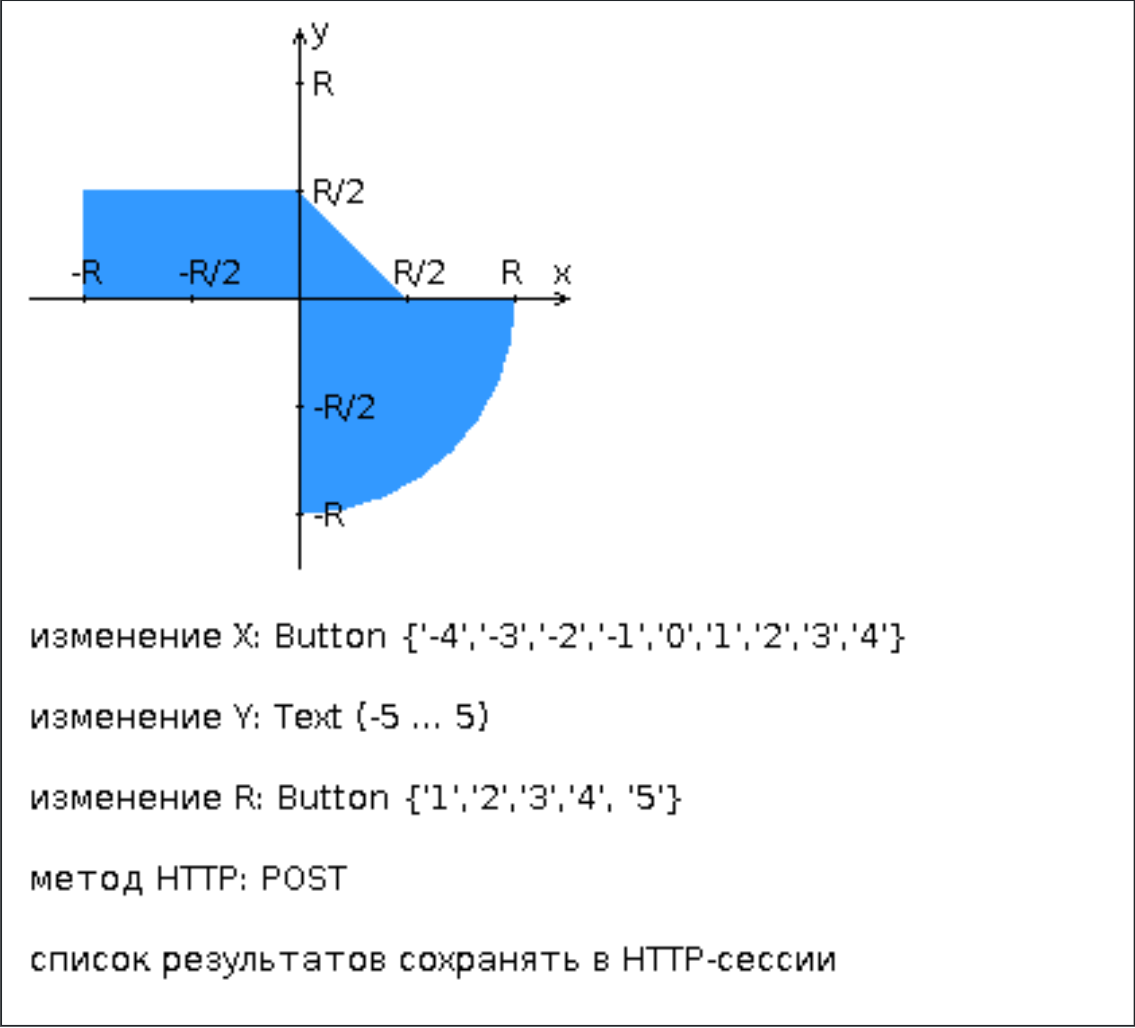 y
R
R/2
-R -R/2 R/2 R x
-R/2
-R
изменение X: Button {'-4','-3','-2','-1','0','1','2','3','4'}
изменение Y: Text (-5 ... 5)
изменение R: Button {'1','2','3','4', '5'}
метод HTTP: POST
список результатов сохранять в HTTP-сессии